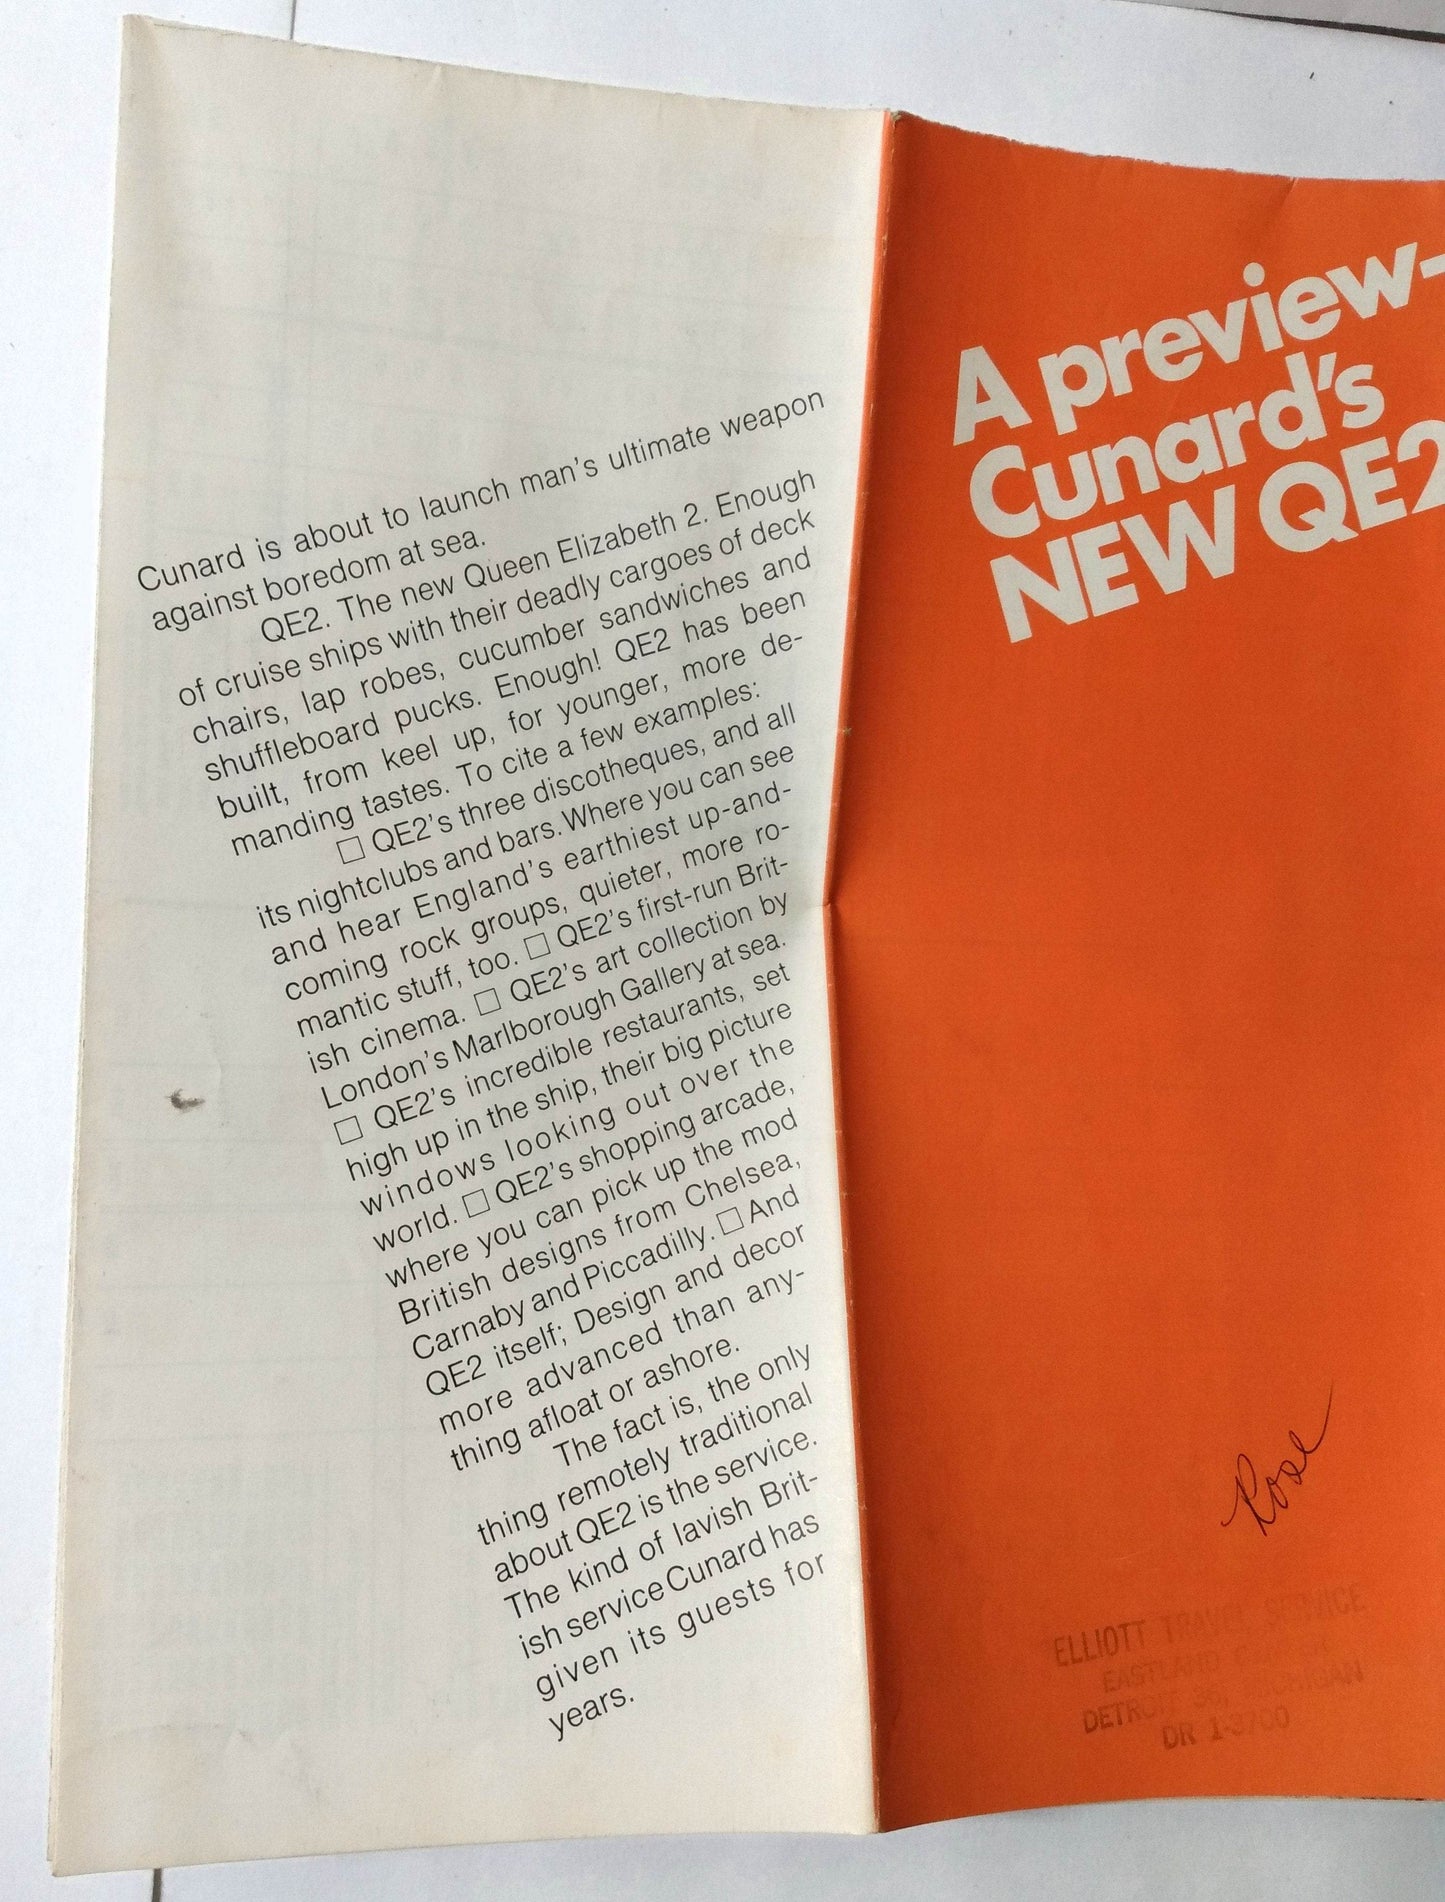 Cunard is about to launch man's ultimate weapon
against boredom at sea.
QE2. The new Queen Elizabeth 2. Enough
of cruise ships with their deadly cargoes of deck
chairs, lap robes, cucumber sandwiches and
shuffleboard pucks. Enough! QE2 has been
built, from keel up, for younger, more de-
manding tastes. To cite a few examples:
□ QE2's three discotheques, and all
its nightclubs and bars. Where you can see
and hear England's earthiest up-and-
coming rock groups, quieter, more ro-
mantic stuff, too. □ QE2's first-run Brit-
ish cinema. □ QE2's art collection by
London's Marlborough Gallery at sea.
□ QE2's incredible restaurants, set
high up in the ship, their big picture
windows looking out over the
world. □ QE2's shopping arcade,
where you can pick up the mod
British designs from Chelsea,
Carnaby and Piccadilly. □ And
QE2 itself; Design and decor
more advanced than any-
thing afloat or ashore.
The fact is, the only
thing remotely traditional
about QE2 is the service.
The kind of lavish Brit-
ish service Cunard has
given its guests for
years.
A preview-
Cunard's
NEW QE2
Rose
ELLIOTT TRAVEL SERVICE
EASTLAND
DETROIT 36, MICHIGAN
DR 1-3700